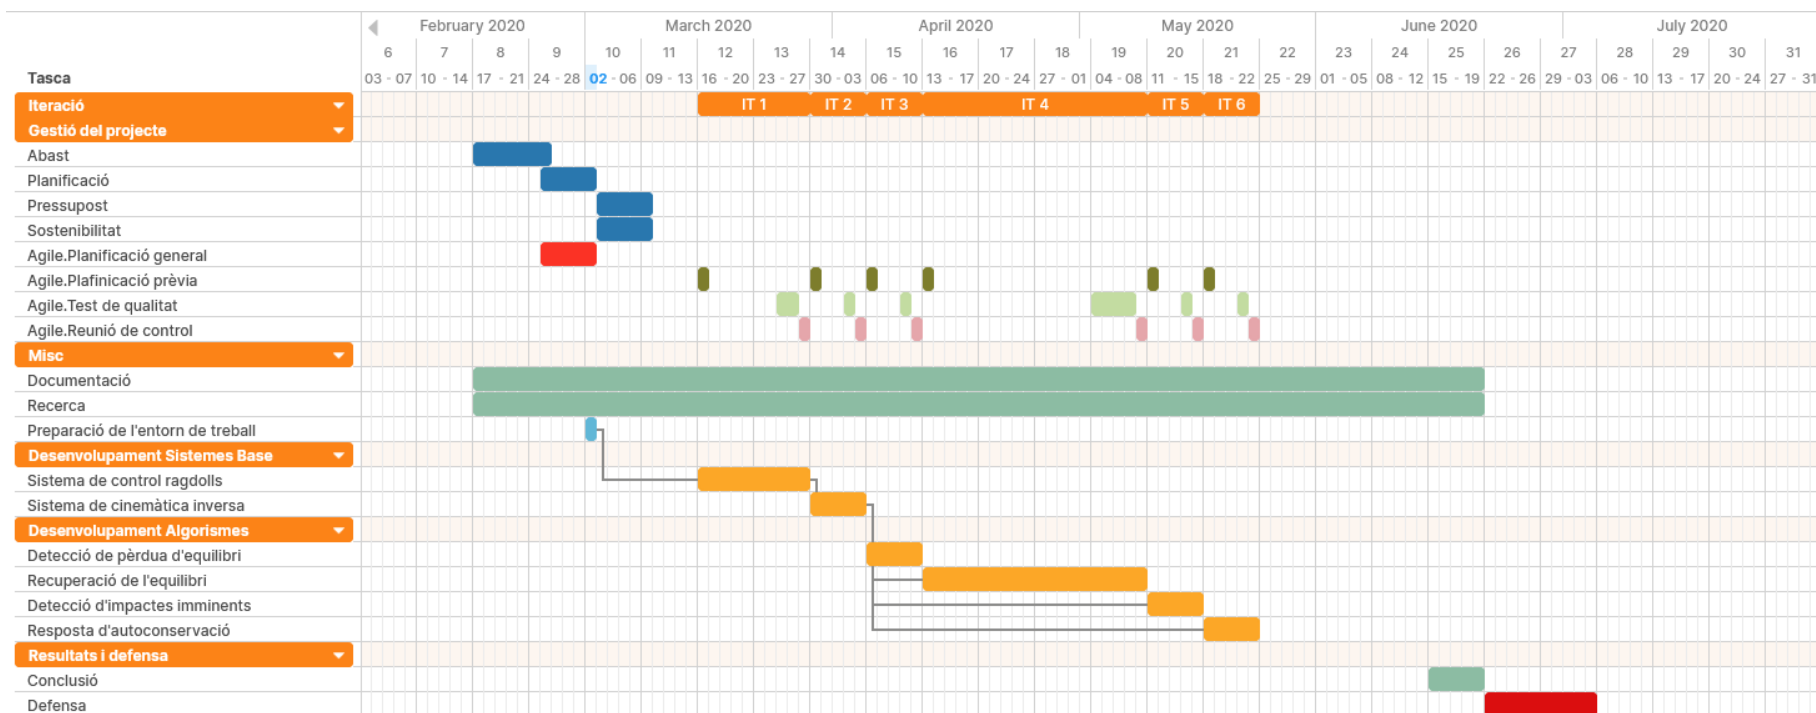 February 2020 March 2020 April 2020 May 2020 June 2020 July 2020
6 7 8 9 10 11 12 13 14 15 16 17 18 19 20 21 22 23 24 25 26 27 28 29 30 31
Tasca 03 - 07 10 - 14 17 - 21 24 - 28 02 - 06 09 - 13 16 - 20 23 - 27 30 - 03 06 - 10 13 - 17 20 - 24 27 - 01 04 - 08 11 - 15 18 - 22 25 - 29 01 - 05 08 - 12 15 - 19 22 - 26 29 - 03 06 - 10 13 - 17 20 - 24 27 - 31
Iteració IT 1 IT 2 IT 3 IT 4 IT 5 IT 6
Gestió del projecte
Abast
Planificació
Pressupost
Sostenibilitat
Agile.Planificació general
Agile.Plafinicació prèvia
Agile.Test de qualitat
Agile.Reunió de control
Misc
Documentació
Recerca
Preparació de l'entorn de treball
Desenvolupament Sistemes Base
Sistema de control ragdolls
Sistema de cinemàtica inversa
Desenvolupament Algorismes
Detecció de pèrdua d'equilibri
Recuperació de l'equilibri
Detecció d'impactes imminents
Resposta d'autoconservació
Resultats i defensa
Conclusió
Defensa